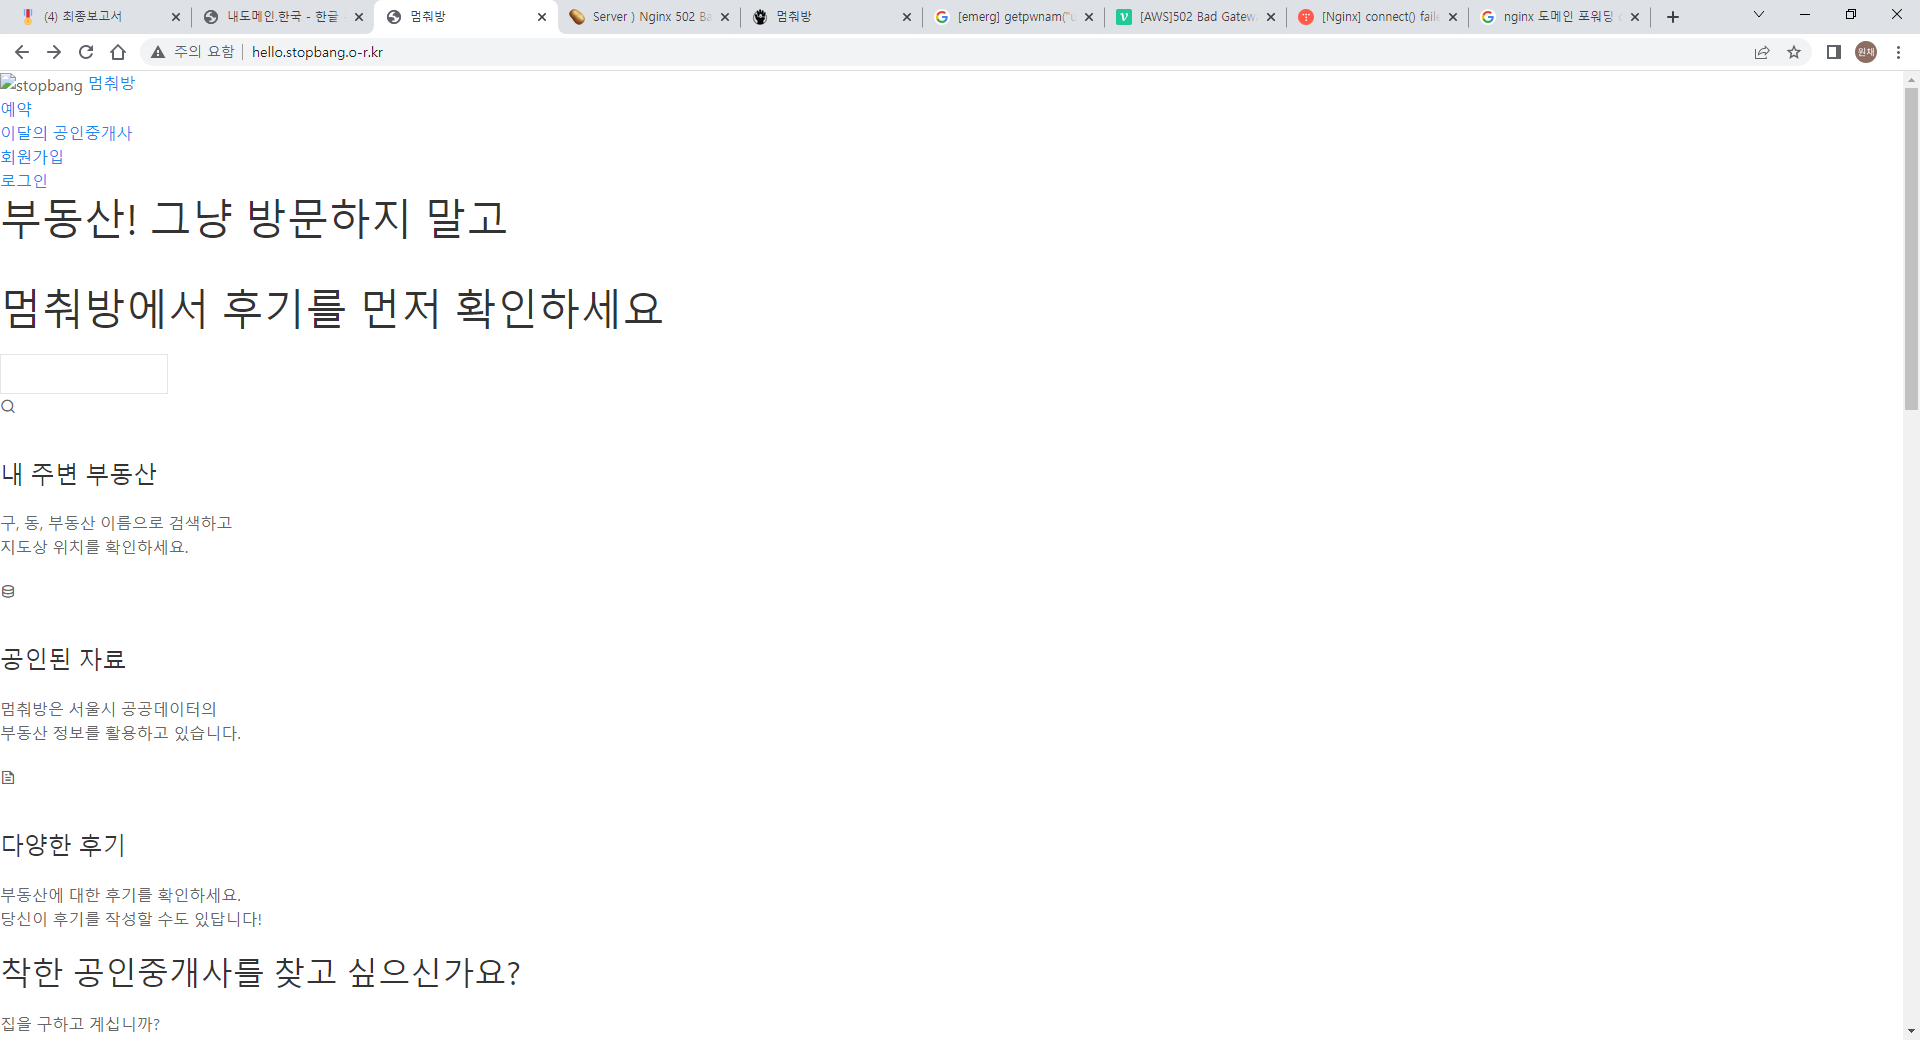 (4) 최종보고서
내도메인.한국 - 한글
멈춰방
Server ) Nginx 502 Ba
멈춰방
[emerg] getpwnam("u
[AWS]502 Bad Gatew
[Nginx] connect() faile
nginx 도메인 포워딩
주의 요함
hello.stopbang.o-r.kr
원채
stopbang 멈춰방
예약
이달의 공인중개사
회원가입
로그인
부동산! 그냥 방문하지 말고
멈춰방에서 후기를 먼저 확인하세요
내 주변 부동산
구, 동, 부동산 이름으로 검색하고
지도상 위치를 확인하세요.
공인된 자료
멈춰방은 서울시 공공데이터의
부동산 정보를 활용하고 있습니다.
다양한 후기
부동산에 대한 후기를 확인하세요.
당신이 후기를 작성할 수도 있답니다!
착한 공인중개사를 찾고 싶으신가요?
집을 구하고 계십니까?